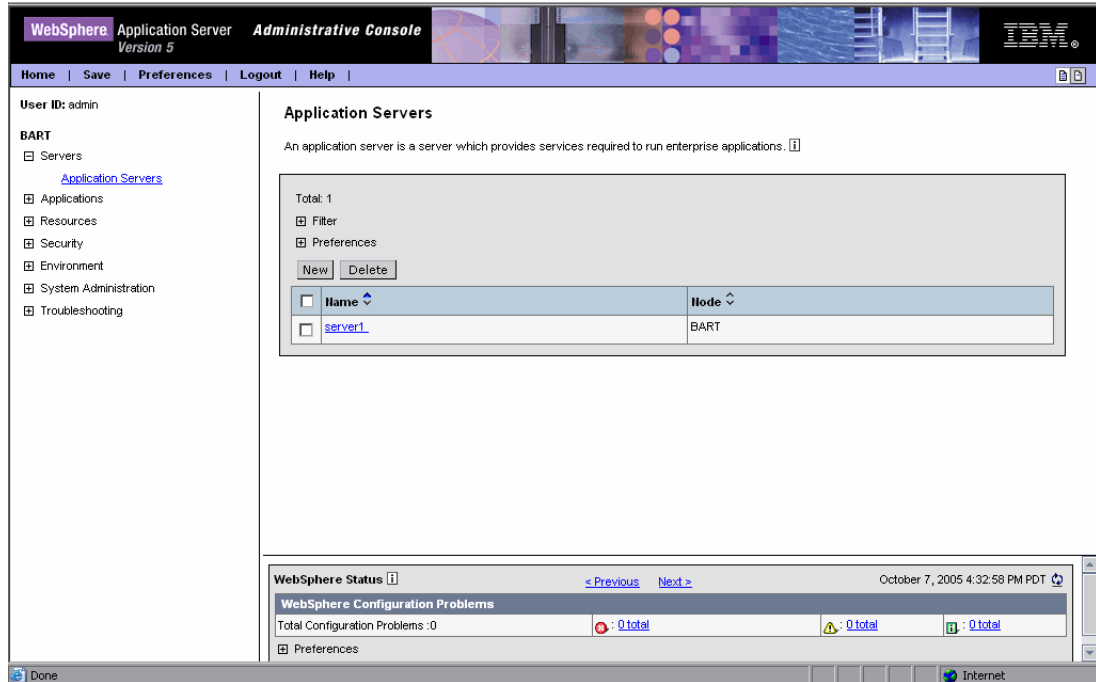 WebSphere Application Server Administrative Console
Version 5
IBM®
Home | Save | Preferences | Logout | Help |
User ID: admin
BART
Servers
Application Servers
Applications
Resources
Security
Environment
System Administration
Troubleshooting
Application Servers
An application server is a server which provides services required to run enterprise applications. i
Total: 1
Filter
Preferences
New Delete
Name Node
server1 BART
WebSphere Status i < Previous Next > October 7, 2005 4:32:58 PM PDT
WebSphere Configuration Problems
Total Configuration Problems :0 : 0 total : 0 total : 0 total
Preferences
Done Internet